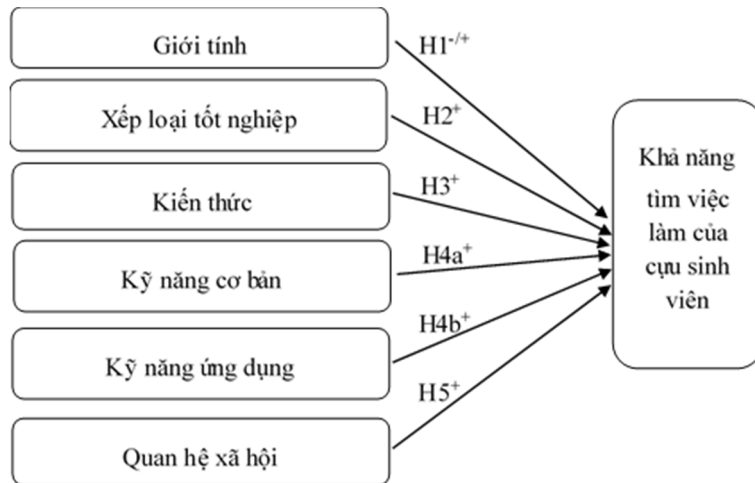 Giới tính
H1-/+
Xếp loại tốt nghiệp
H2+
Kiến thức
H3+
Kỹ năng cơ bản
H4a+
Kỹ năng ứng dụng
H4b+
Quan hệ xã hội
H5+
Khả năng
tìm việc
làm của
cựu sinh
viên